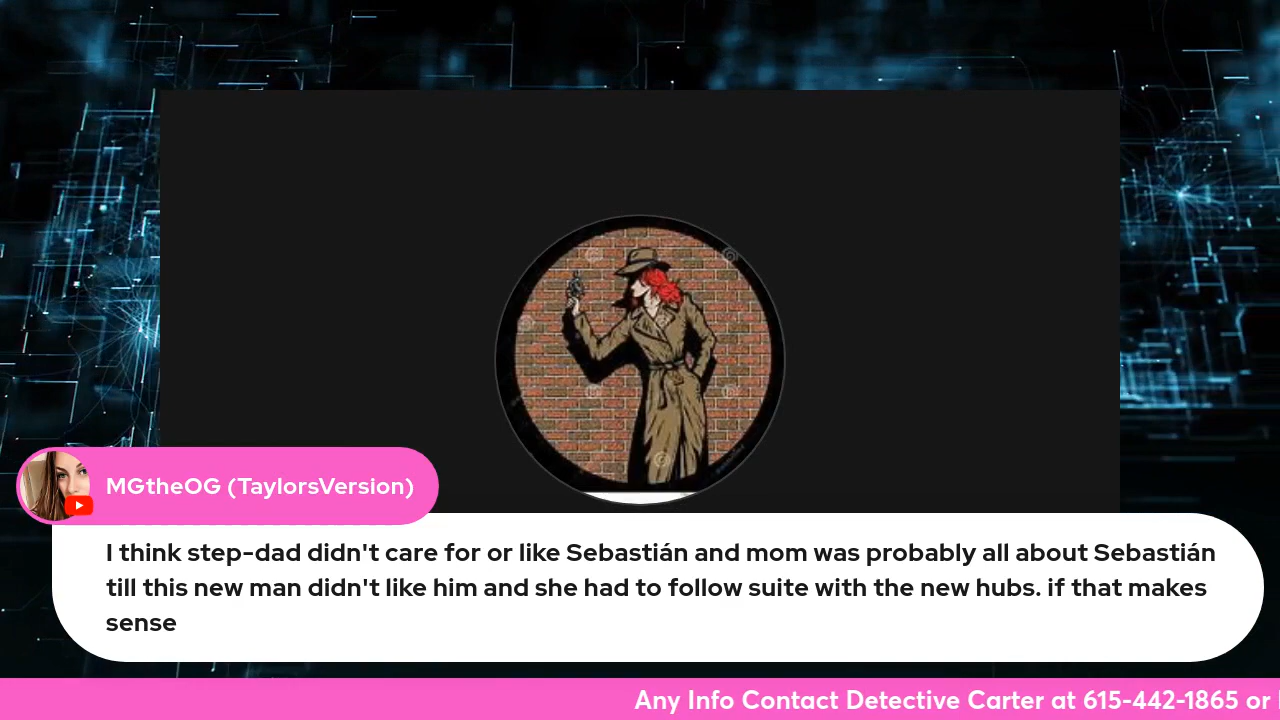 MGtheOG (TaylorsVersion)
I think step-dad didn't care for or like Sebastián and mom was probably all about Sebastián
till this new man didn't like him and she had to follow suite with the new hubs. if that makes
sense
Any Info Contact Detective Carter at 615-442-1865 or